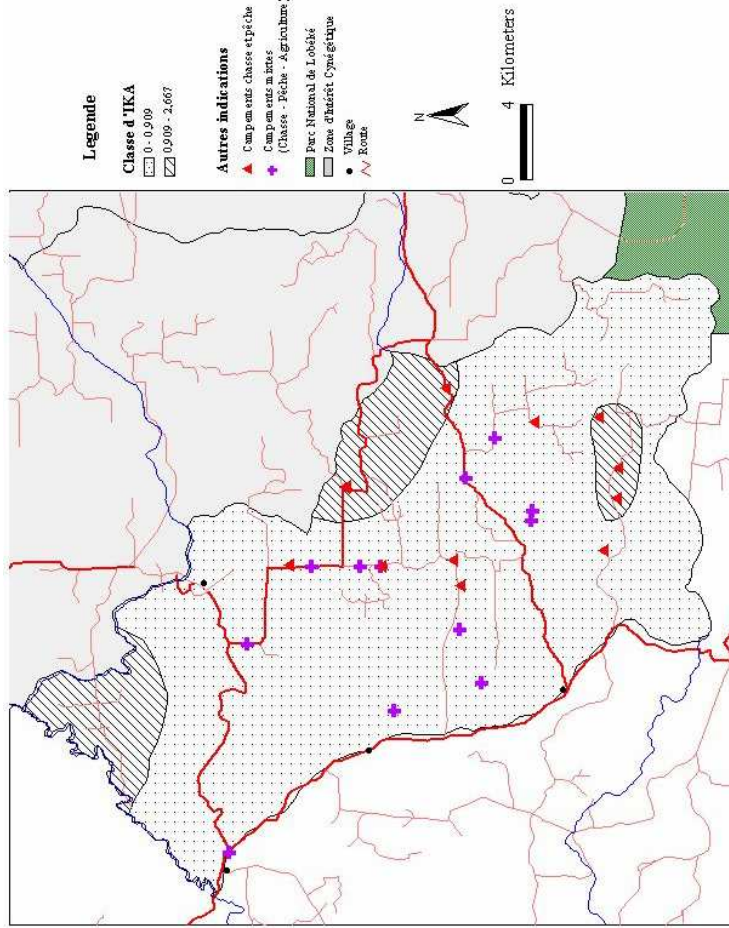 Legende
Classe d'IKA
0 - 0,909
0,909 - 2,667
Autres indications
Campements chasse et pêche
Campements mixtes
(Chasse - Pêche - Agriculture)
Parc National de Lobéké
Zone d'Intérêt Cynégétique
Village
Route
N
0 4 Kilometers